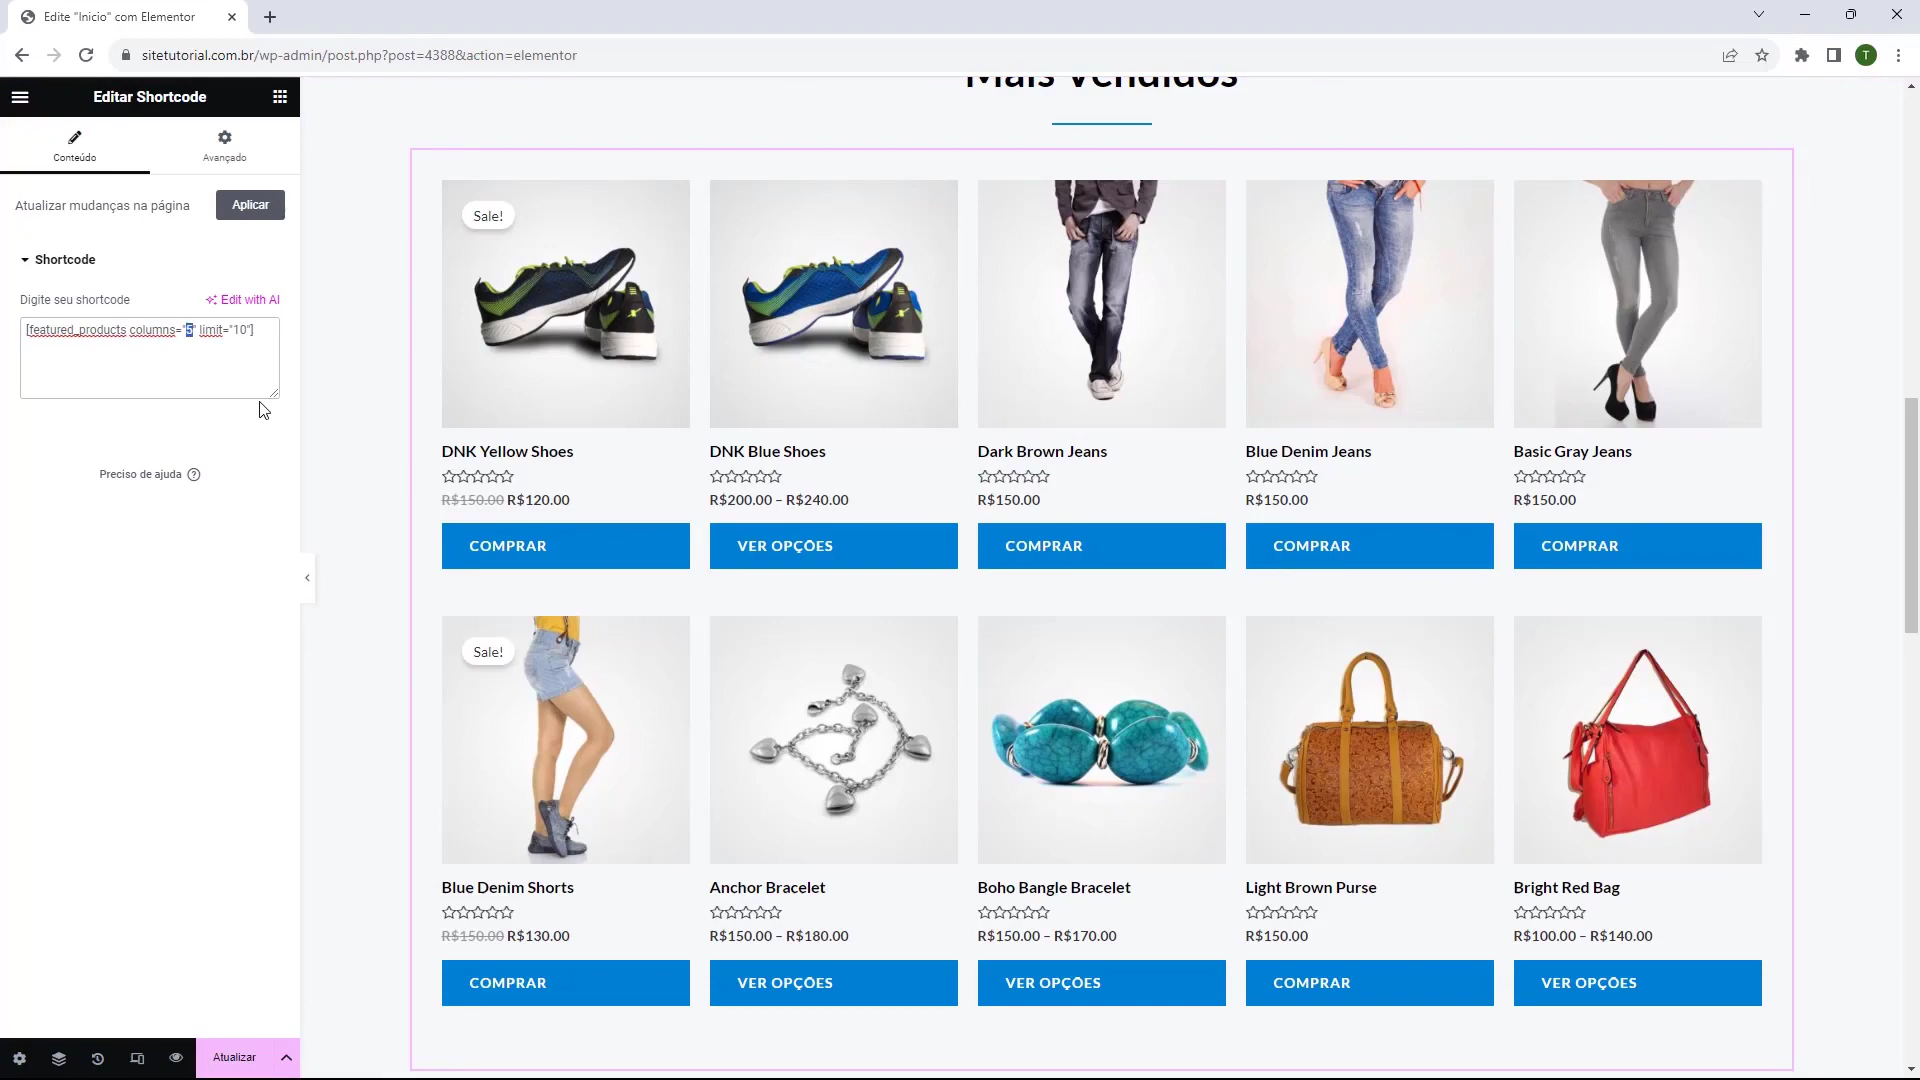 Edite "Inicio" com Elementor
sitetutorial.com.br/wp-admin/post.php?post=4388&action=elementor
T
Editar Shortcode
Conteúdo
Avançado
Atualizar mudanças na página
Aplicar
Shortcode
Digite seu shortcode
Edit with AI
[featured_products columns="5" limit="10"]
Preciso de ajuda
Atualizar
Mais Vendidos
Sale!
DNK Yellow Shoes
R$150.00 R$120.00
COMPRAR
DNK Blue Shoes
R$200.00 – R$240.00
VER OPÇÕES
Dark Brown Jeans
R$150.00
COMPRAR
Blue Denim Jeans
R$150.00
COMPRAR
Basic Gray Jeans
R$150.00
COMPRAR
Sale!
Blue Denim Shorts
R$150.00 R$130.00
COMPRAR
Anchor Bracelet
R$150.00 – R$180.00
VER OPÇÕES
Boho Bangle Bracelet
R$150.00 – R$170.00
VER OPÇÕES
Light Brown Purse
R$150.00
COMPRAR
Bright Red Bag
R$100.00 – R$140.00
VER OPÇÕES